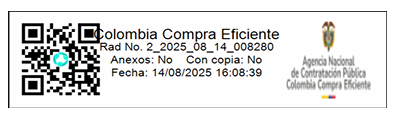 Colombia Compra Eficiente
Rad No. 2_2025_08_14_008280
Anexos: No Con copia: No
Fecha: 14/08/2025 16:08:39
Agencia Nacional
de Contratación Pública
Colombia Compra Eficiente